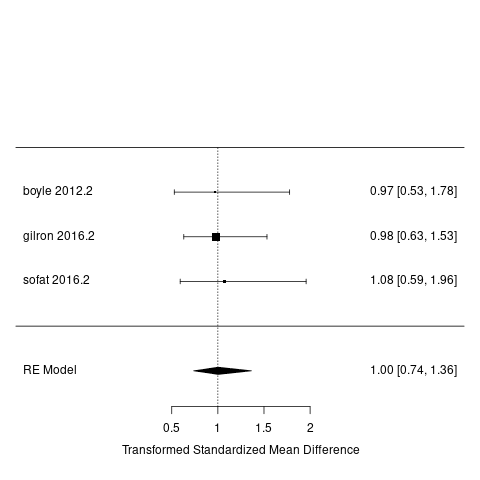 boyle 2012.2 0.97 [0.53, 1.78]
gilron 2016.2 0.98 [0.63, 1.53]
sofat 2016.2 1.08 [0.59, 1.96]
RE Model 1.00 [0.74, 1.36]
0.5 1 1.5 2
Transformed Standardized Mean Difference